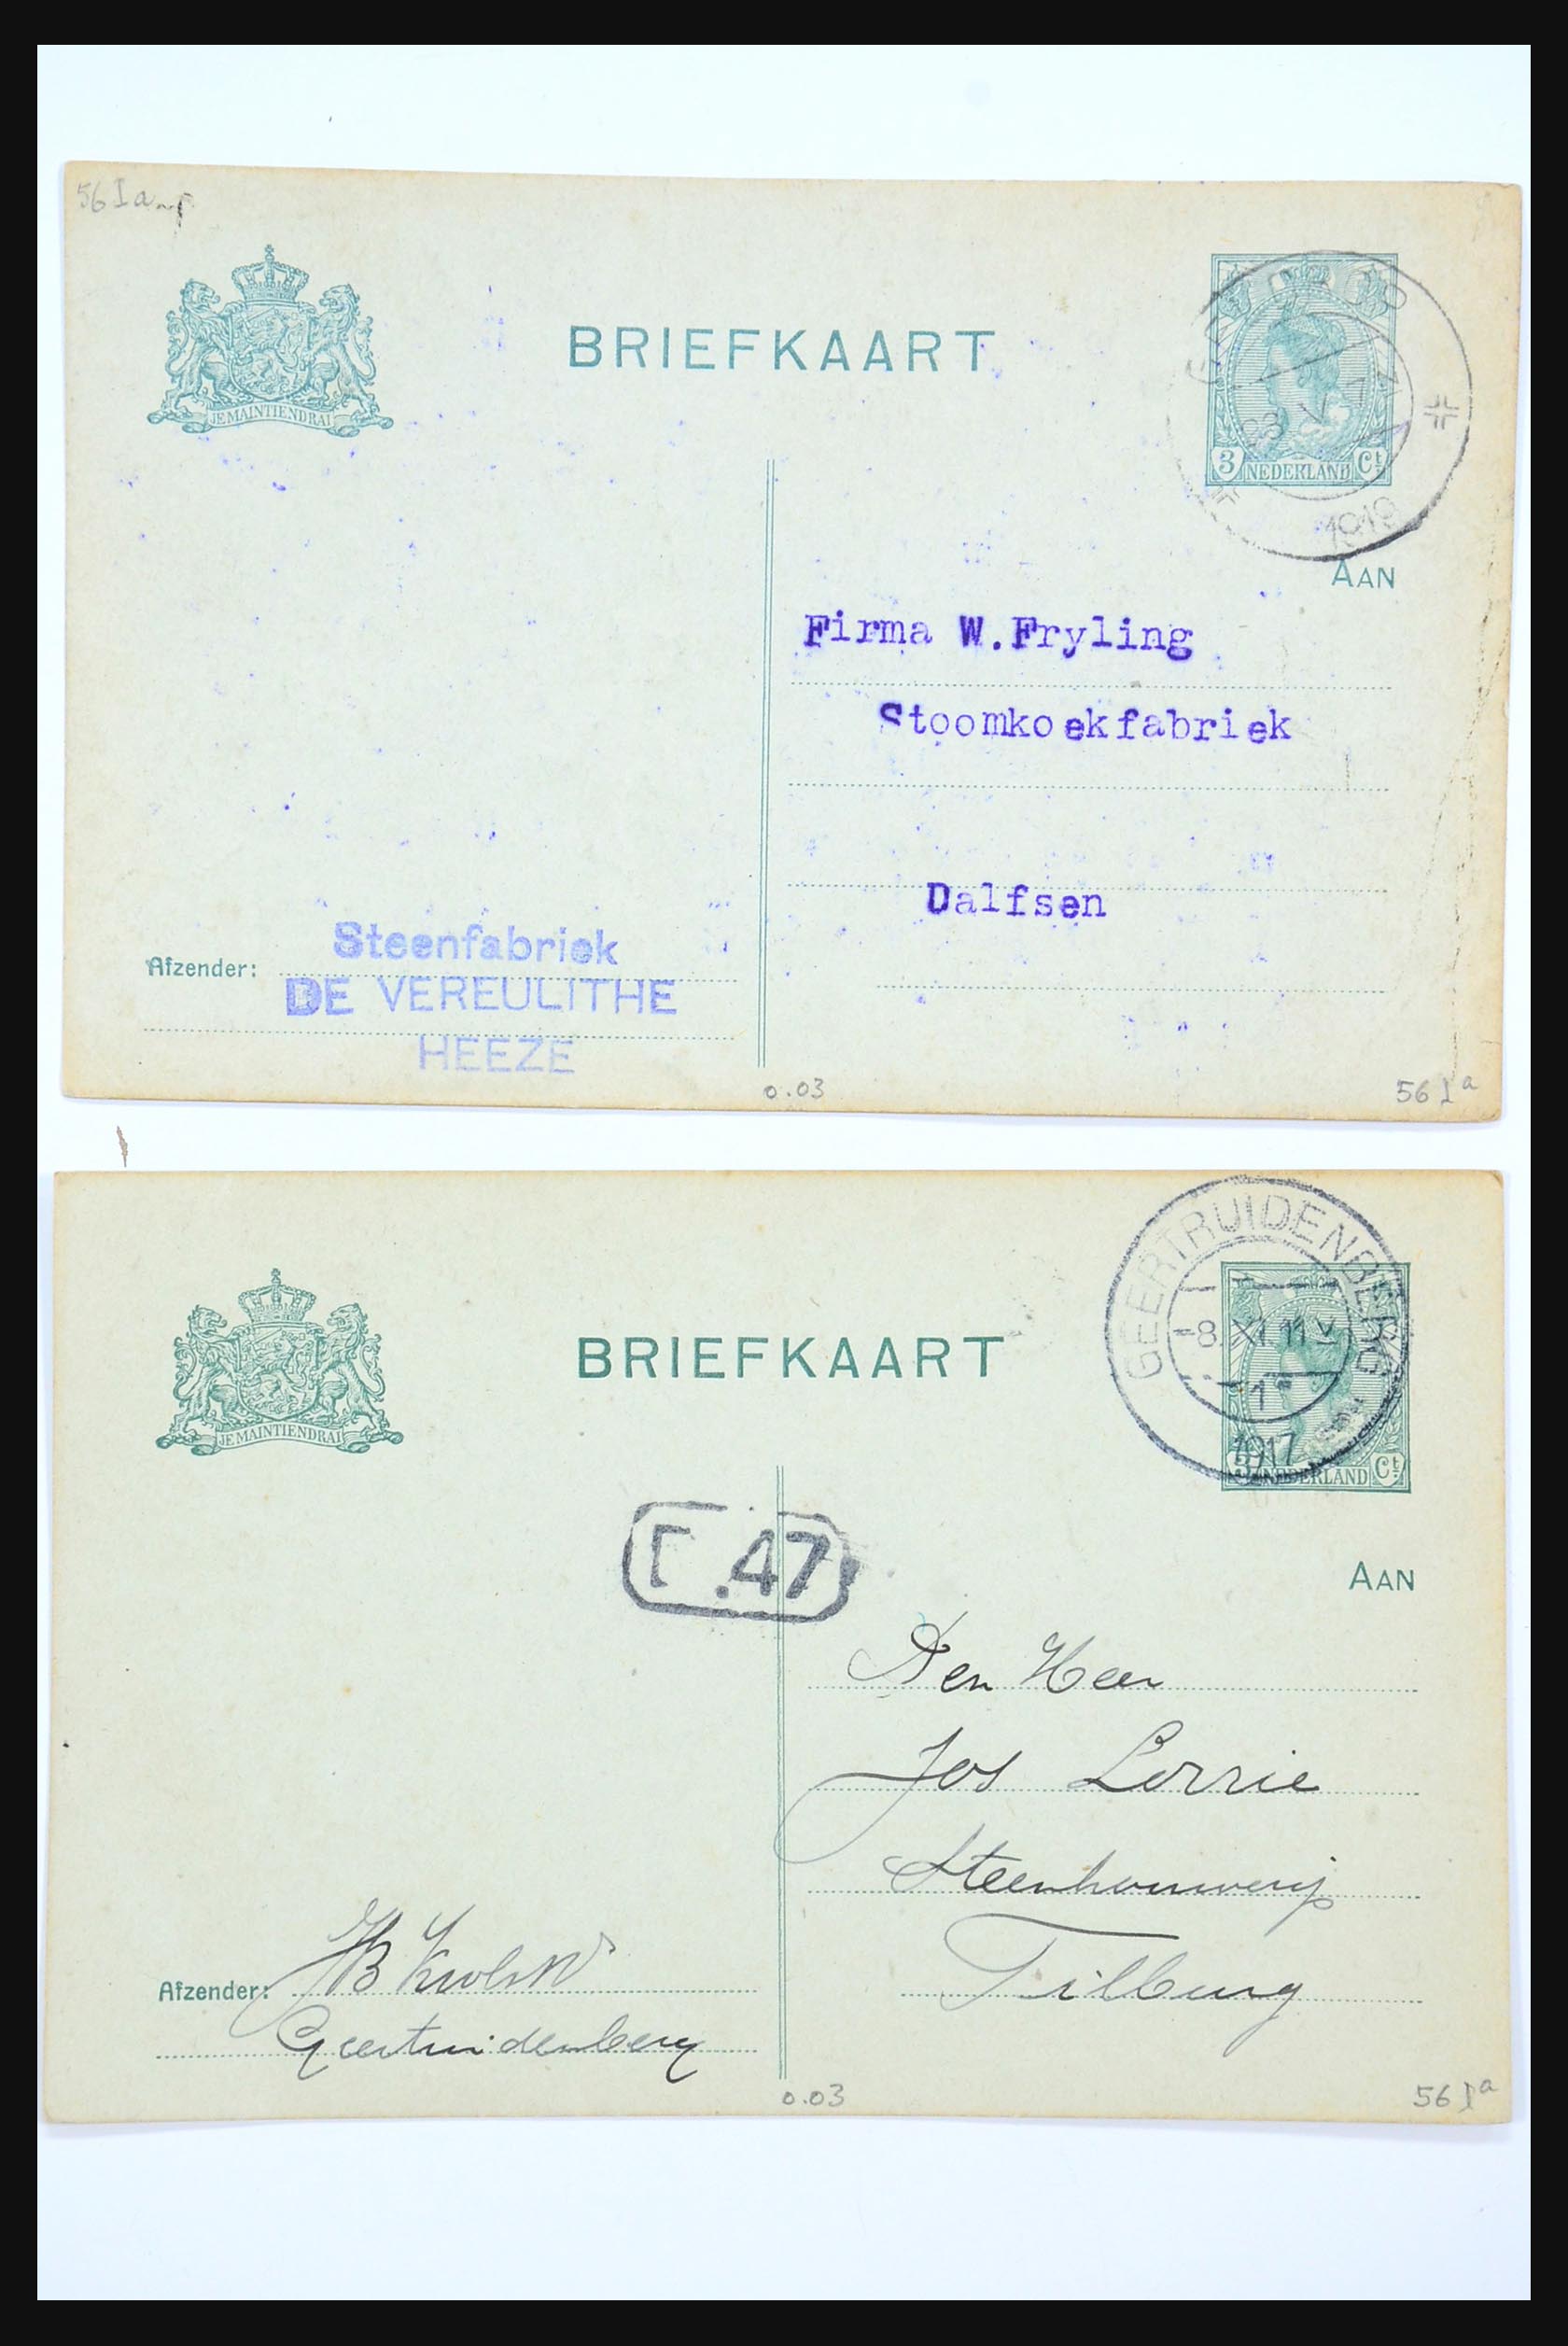 56 I a
BRIEFKAART
JE MAINTIENDRAI
3 NEDERLAND Ct
1919
AAN
Firma W.Fryling
Stoomkoekfabriek
Dalfsen
Afzender:
Steenfabriek
DE VEREULITHE
HEEZE
0.03
56 I a
GEERTRUIDENBERG
-8.XI.11V
1917
BRIEFKAART
JE MAINTIENDRAI
3 NEDERLAND Ct
.47
AAN
Den Heer
Jos Lorrie
Steenhouwerij
Tilburg
Afzender:
Geertruidenberg
0.03
56 I a